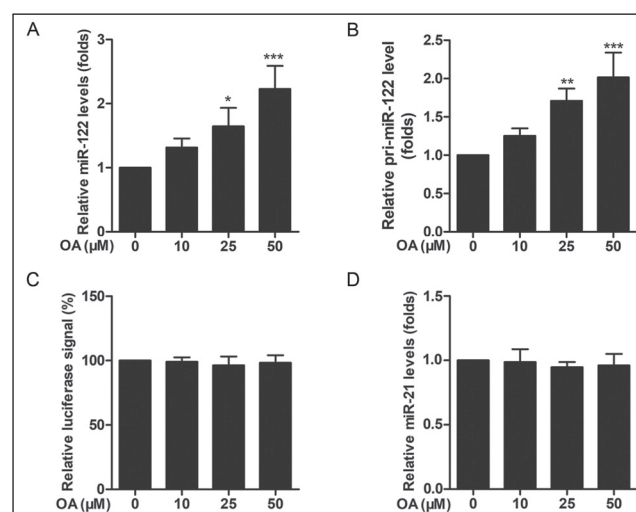 A
Relative miR-122 levels (folds)
3
2
1
0
*
***
OA (μM) 0 10 25 50
B
Relative pri-miR-122 level
(folds)
2.5
2.0
1.5
1.0
0.5
0.0
**
***
OA (μM) 0 10 25 50
C
Relative luciferase signal (%)
150
100
50
0
OA (μM) 0 10 25 50
D
Relative miR-21 levels (folds)
1.5
1.0
0.5
0.0
OA (μM) 0 10 25 50